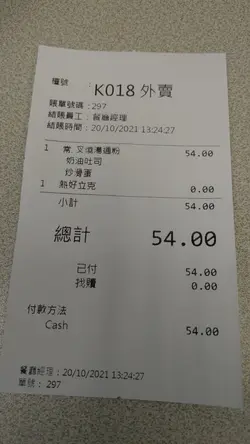 檯號:
K018 外賣
賬單號碼:297
結賬員工:餐廳經理
結賬時間:20/10/2021 13:24:27
1 常.叉燒湯通粉 54.00
奶油吐司
炒滑蛋
1 熱好立克 0.00
小計 54.00
總計 54.00
已付 54.00
找贖 0.00
付款方法
Cash 54.00
餐廳經理:20/10/2021 13:24:27
單號: 297